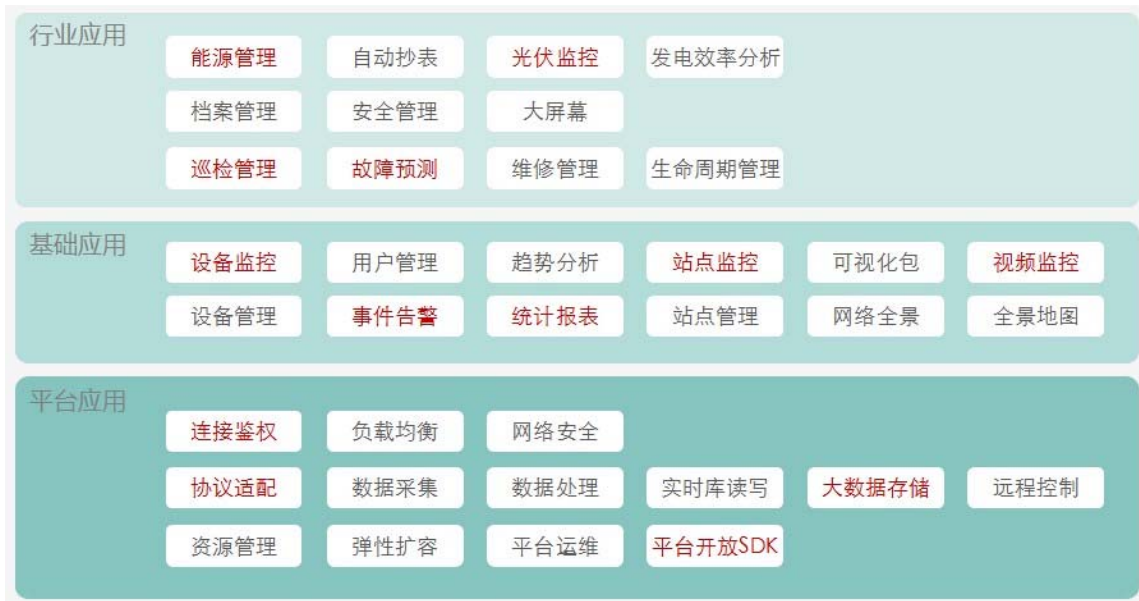 行业应用
能源管理 自动抄表 光伏监控 发电效率分析
档案管理 安全管理 大屏幕
巡检管理 故障预测 维修管理 生命周期管理
基础应用
设备监控 用户管理 趋势分析 站点监控 可视化包 视频监控
设备管理 事件告警 统计报表 站点管理 网络全景 全景地图
平台应用
连接鉴权 负载均衡 网络安全
协议适配 数据采集 数据处理 实时库读写 大数据存储 远程控制
资源管理 弹性扩容 平台运维 平台开放SDK